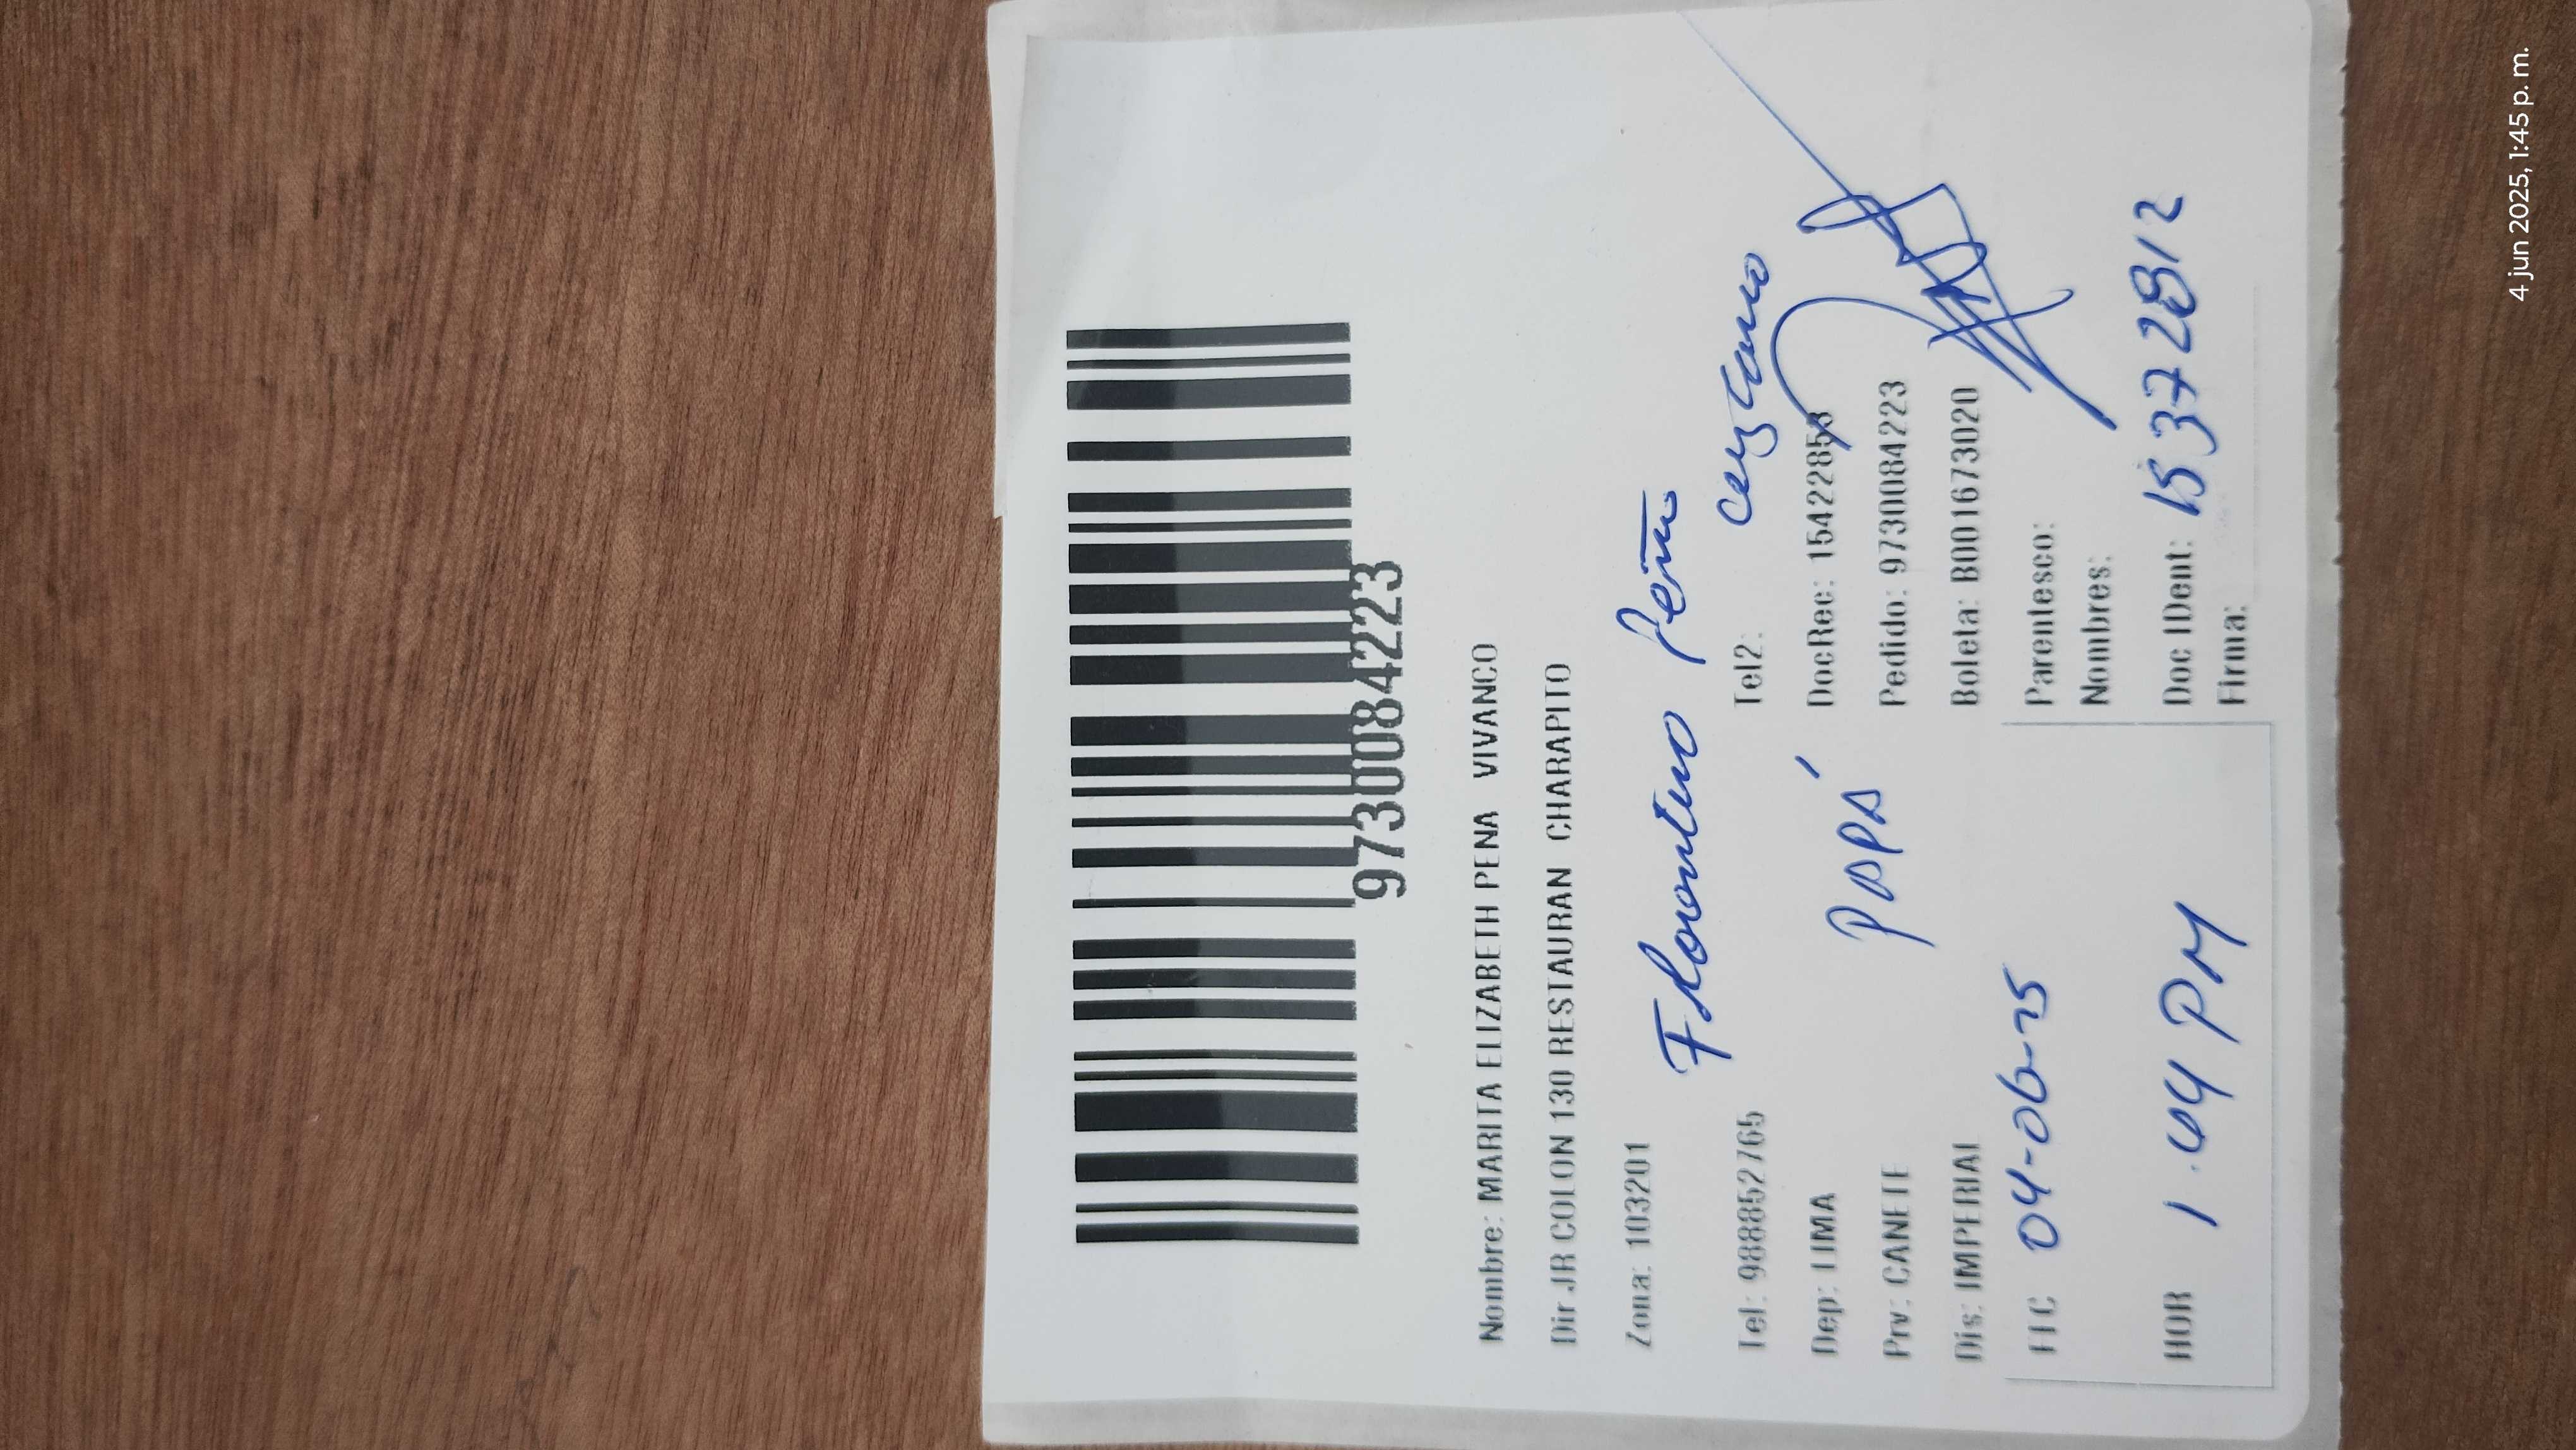 9730084223
Nombre: MARITA ELIZABETH PENA VIVANCO
Dir JR COLON 130 RESTAURAN CHARAPITO
Zona: 103201
Florentino Peña
Tel: 988852765
Tel2:
Dep: LIMA
DocRec: 15422853
PAPÁ
Prv: CANETE
Pedido: 9730084223
Dis: IMPERIAL
Boleta: B001673020
FEC 04-06-25
Parentesco:
Nombres:
HOR 1.44 PM
Doc IDent: 15372812
Firma:
4 jun 2025, 1:45 p. m.